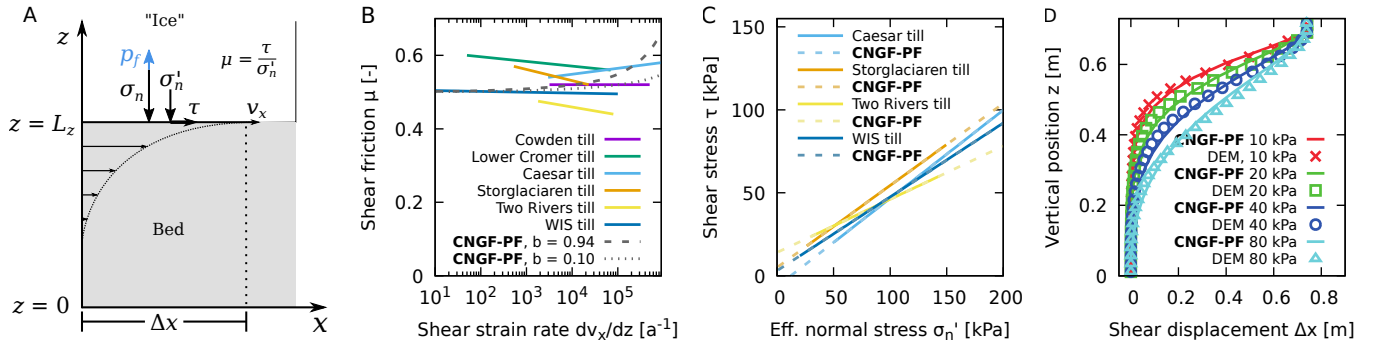 A
"Ice"
z
p_f
σ_n
σ'_n
τ
v_x
μ = τ/σ'_n
z = L_z
Bed
z = 0
Δx
x
B
Shear friction μ [-]
0.6
0.4
0.2
0
Cowden till
Lower Cromer till
Caesar till
Storglaciaren till
Two Rivers till
WIS till
CNGF-PF, b = 0.94
CNGF-PF, b = 0.10
10^1 10^2 10^3 10^4 10^5
Shear strain rate dv_x/dz [a^-1]
C
Shear stress τ [kPa]
150
100
50
0
Caesar till
CNGF-PF
Storglaciaren till
CNGF-PF
Two Rivers till
CNGF-PF
WIS till
CNGF-PF
0 50 100 150 200
Eff. normal stress σ_n' [kPa]
D
Vertical position z [m]
0.6
0.4
0.2
0
CNGF-PF 10 kPa
DEM, 10 kPa
CNGF-PF 20 kPa
DEM 20 kPa
CNGF-PF 40 kPa
DEM 40 kPa
CNGF-PF 80 kPa
DEM 80 kPa
0 0.2 0.4 0.6 0.8
Shear displacement Δx [m]